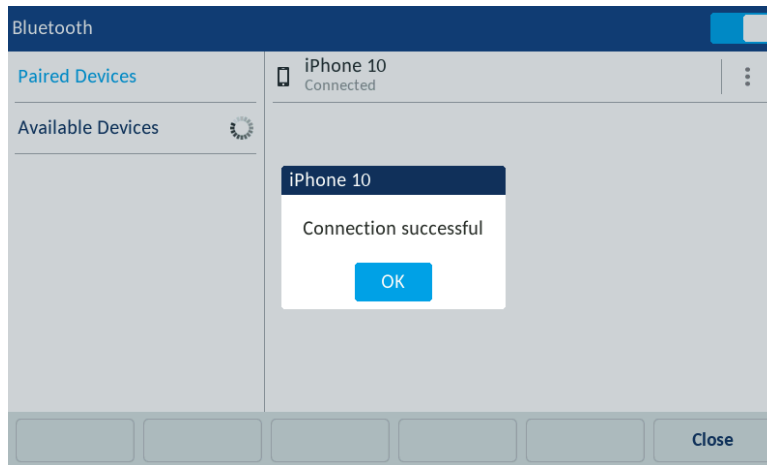 Bluetooth
Paired Devices
iPhone 10
Connected
Available Devices
iPhone 10
Connection successful
OK
Close